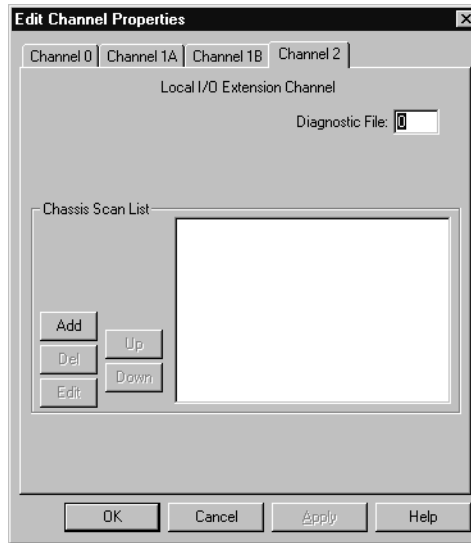 Edit Channel Properties
Channel 0 Channel 1A Channel 1B Channel 2
Local I/O Extension Channel
Diagnostic File: 0
Chassis Scan List
Add
Up
Del
Down
Edit
OK Cancel Apply Help